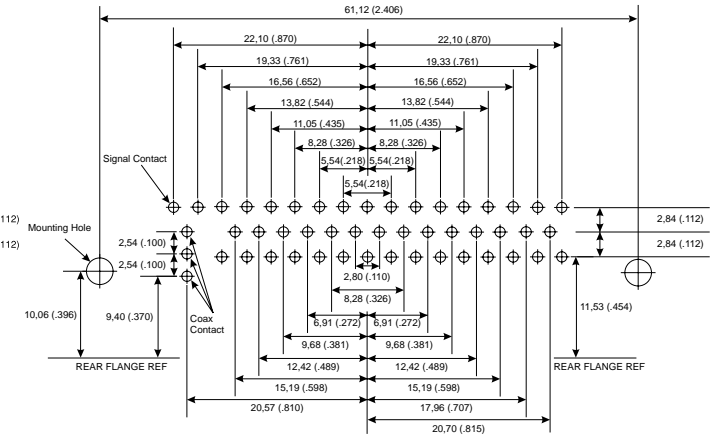 61,12 (2.406)
22,10 (.870) 22,10 (.870)
19,33 (.761) 19,33 (.761)
16,56 (.652) 16,56 (.652)
13,82 (.544) 13,82 (.544)
11,05 (.435) 11,05 (.435)
8,28 (.326) 8,28 (.326)
Signal Contact
5,54(.218) 5,54(.218)
5,54(.218)
112)
2,84 (.112)
Mounting Hole
112)
2,54 (.100)
2,84 (.112)
2,54 (.100)
2,80 (.110)
8,28 (.326)
10,06 (.396)
9,40 (.370)
Coax
Contact
11,53 (.454)
6,91 (.272) 6,91 (.272)
9,68 (.381) 9,68 (.381)
REAR FLANGE REF
12,42 (.489) 12,42 (.489)
REAR FLANGE REF
15,19 (.598) 15,19 (.598)
20,57 (.810) 17,96 (.707)
20,70 (.815)